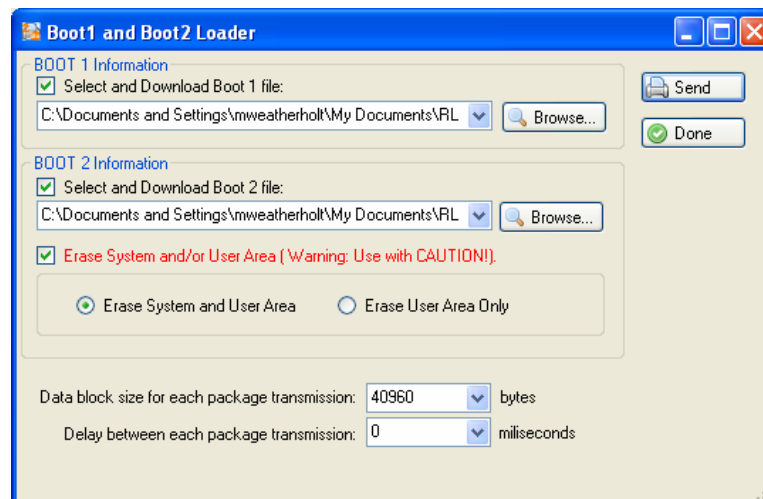 Boot1 and Boot2 Loader
BOOT 1 Information
Select and Download Boot 1 file:
C:\Documents and Settings\mweatherholt\My Documents\RL
Browse...
Send
Done
BOOT 2 Information
Select and Download Boot 2 file:
C:\Documents and Settings\mweatherholt\My Documents\RL
Browse...
Erase System and/or User Area ( Warning: Use with CAUTION!).
Erase System and User Area
Erase User Area Only
Data block size for each package transmission: 40960 bytes
Delay between each package transmission: 0 miliseconds